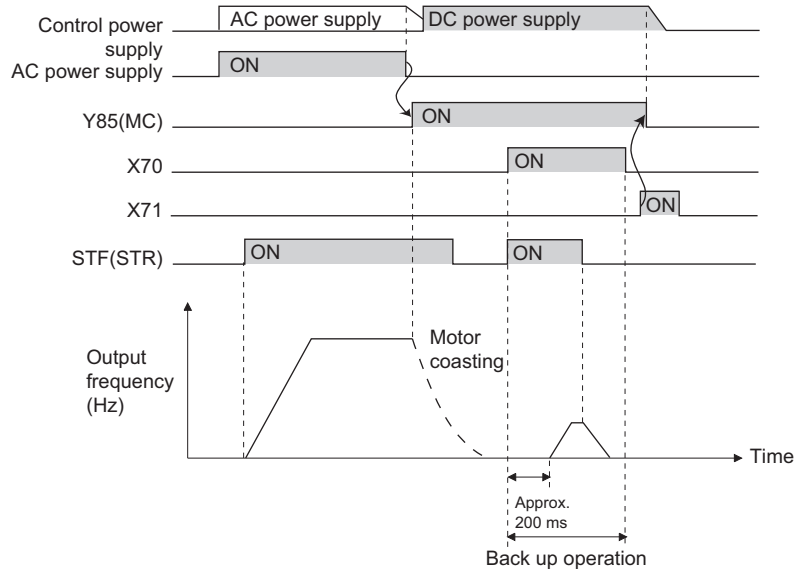 AC power supply
DC power supply
Control power
supply
AC power supply
ON
Y85(MC)
ON
X70
ON
X71
ON
STF(STR)
ON
ON
Output
frequency
(Hz)
Motor
coasting
Time
Approx.
200 ms
Back up operation